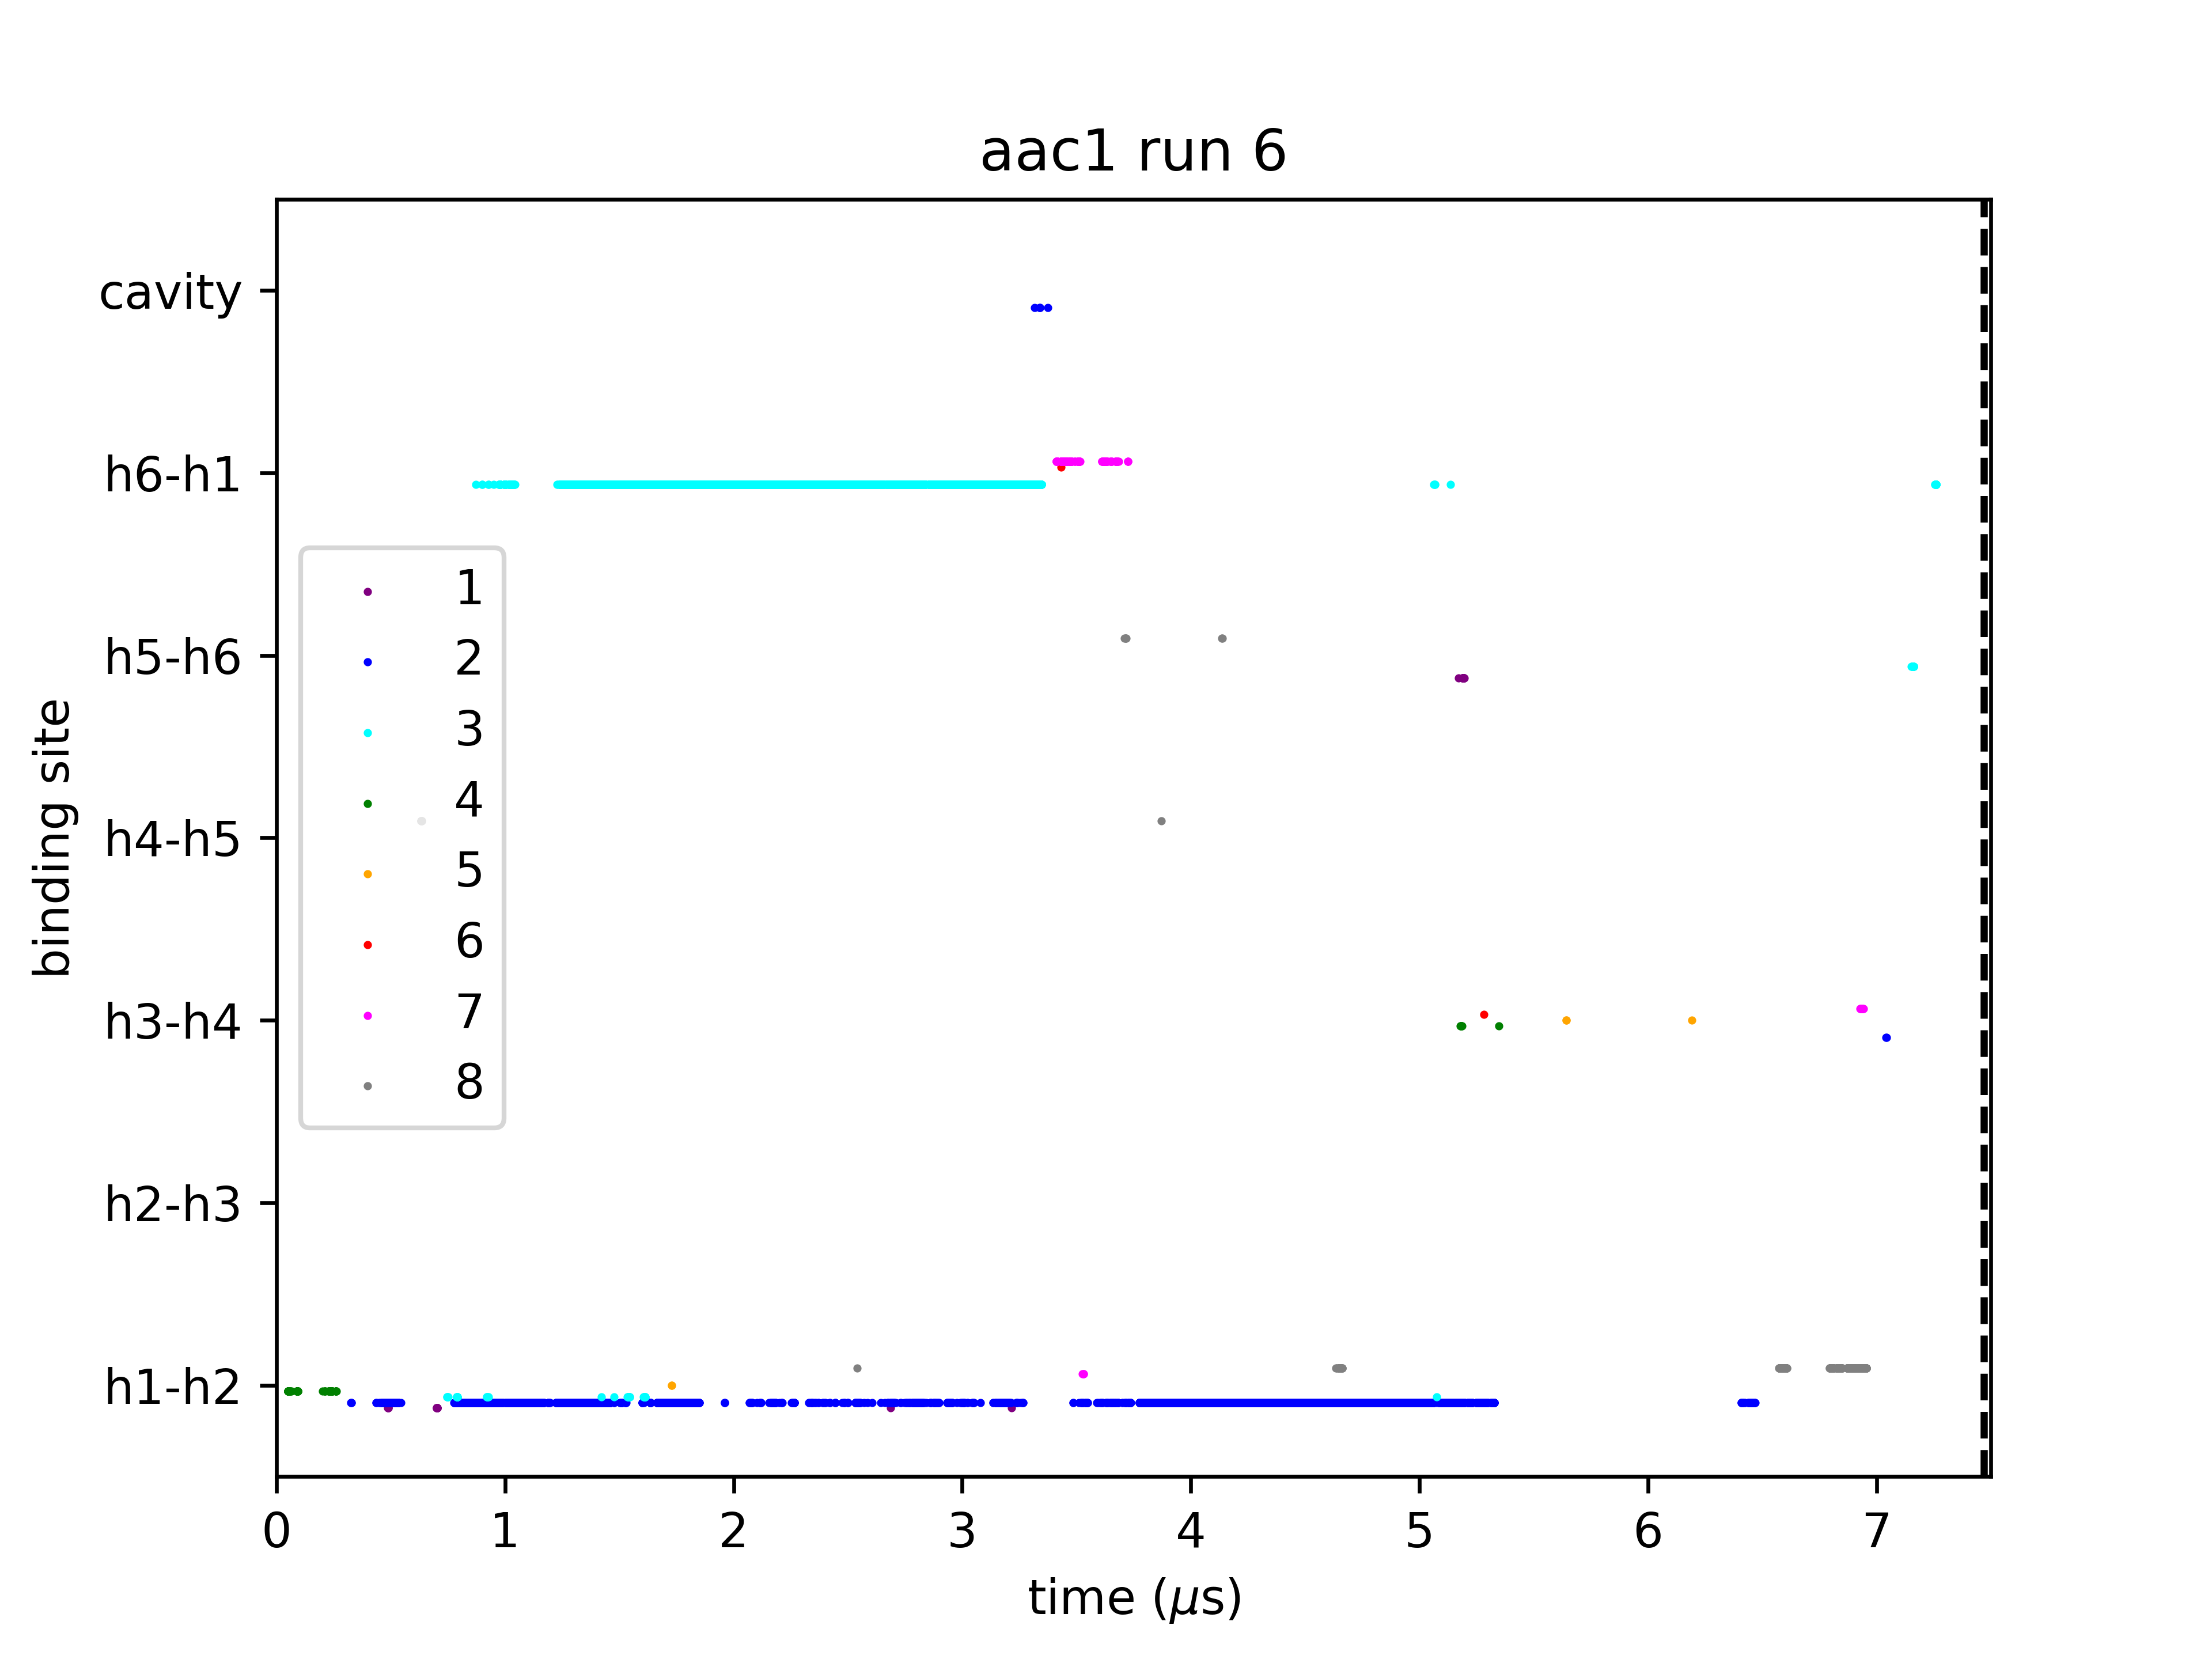 aac1 run 6
cavity
h6-h1
h5-h6
h4-h5
h3-h4
h2-h3
h1-h2
binding site
1
2
3
4
5
6
7
8
0 1 2 3 4 5 6 7
time (μs)